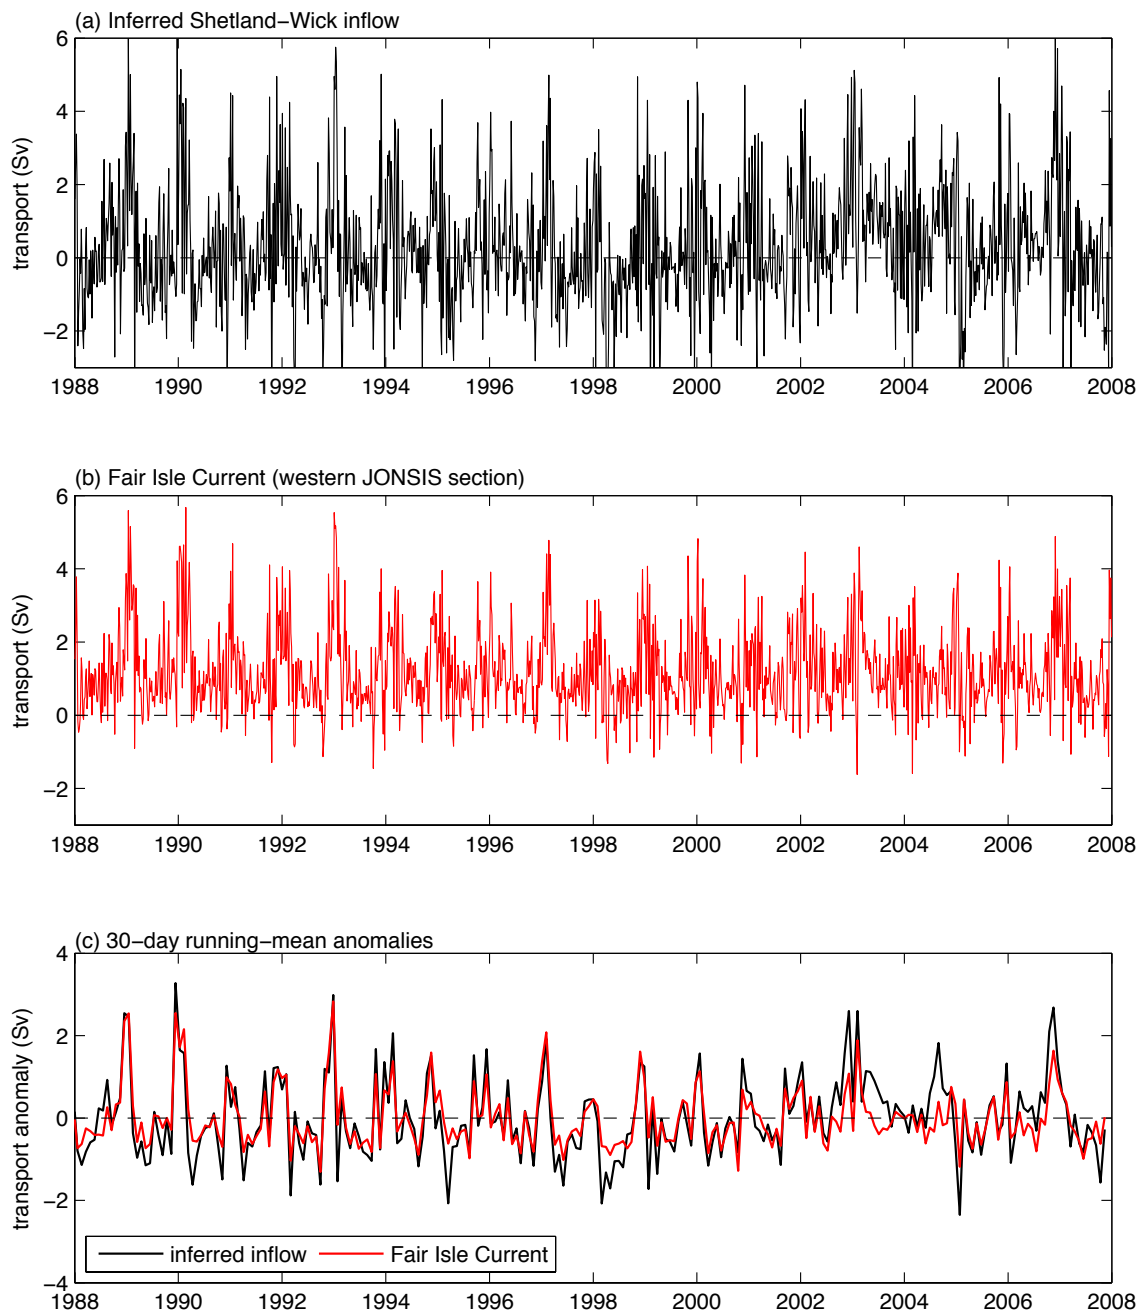 (a) Inferred Shetland−Wick inflow
6
4
2
0
−2
transport (Sv)
1988 1990 1992 1994 1996 1998 2000 2002 2004 2006 2008
(b) Fair Isle Current (western JONSIS section)
6
4
2
0
−2
transport (Sv)
1988 1990 1992 1994 1996 1998 2000 2002 2004 2006 2008
(c) 30−day running−mean anomalies
4
2
0
−2
−4
transport anomaly (Sv)
inferred inflow Fair Isle Current
1988 1990 1992 1994 1996 1998 2000 2002 2004 2006 2008